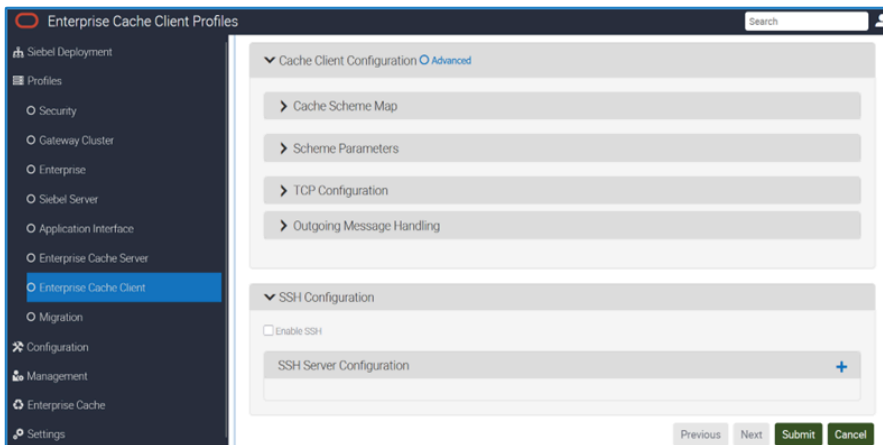 Enterprise Cache Client Profiles
Search
Siebel Deployment
Profiles
Security
Gateway Cluster
Enterprise
Siebel Server
Application Interface
Enterprise Cache Server
Enterprise Cache Client
Migration
Configuration
Management
Enterprise Cache
Settings
Cache Client Configuration Advanced
Cache Scheme Map
Scheme Parameters
TCP Configuration
Outgoing Message Handling
SSH Configuration
Enable SSH
SSH Server Configuration
Previous Next Submit Cancel